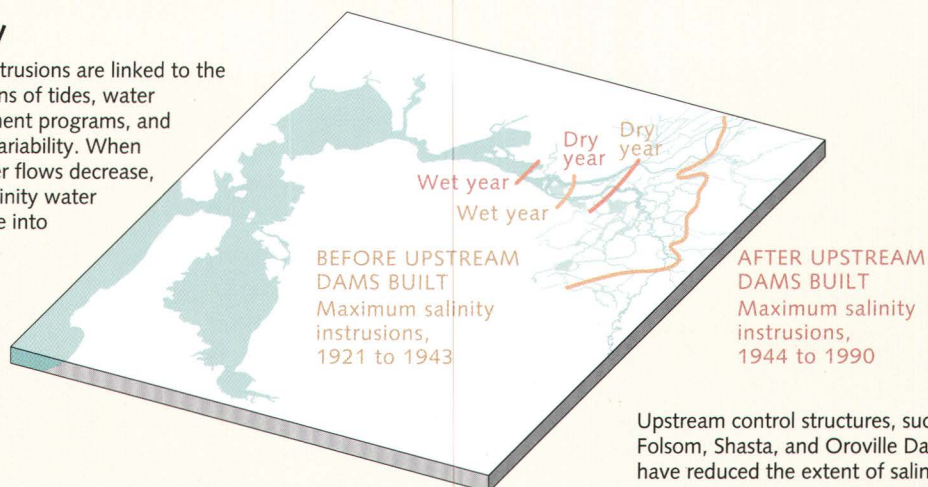 trusions are linked to the
ns of tides, water
ment programs, and
ariability. When
er flows decrease,
inity water
e into
Dry
year
Dry
year
Wet year
Wet year
BEFORE UPSTREAM
DAMS BUILT
Maximum salinity
instrusions,
1921 to 1943
AFTER UPSTREAM
DAMS BUILT
Maximum salinity
instrusions,
1944 to 1990
Upstream control structures, suc
Folsom, Shasta, and Oroville Da
have reduced the extent of salin